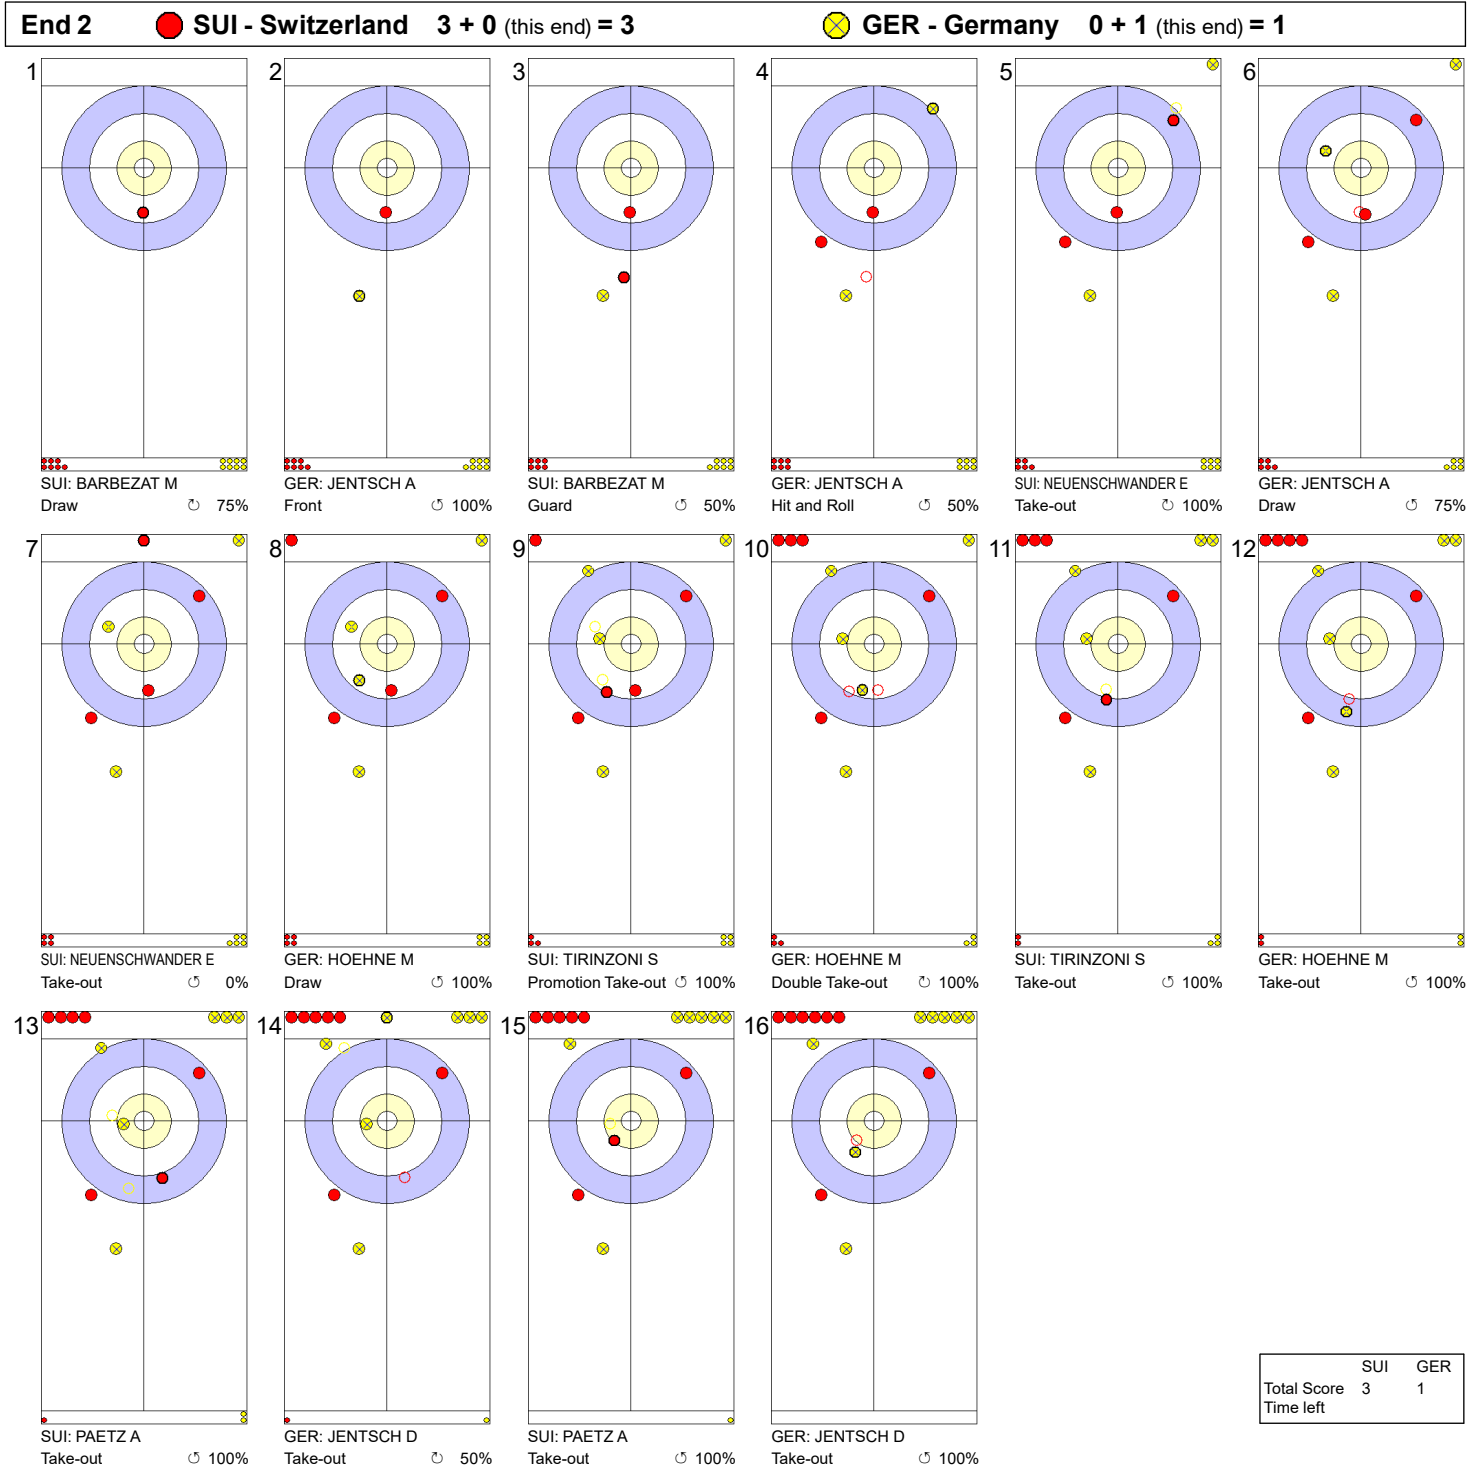 End 2 SUI - Switzerland 3 + 0 (this end) = 3 GER - Germany 0 + 1 (this end) = 1
1 2 3 4 5 6
SUI: BARBEZAT M GER: JENTSCH A SUI: BARBEZAT M GER: JENTSCH A SUI: NEUENSCHWANDER E GER: JENTSCH A
Draw ↻ 75% Front ↻ 100% Guard ↺ 50% Hit and Roll ↺ 50% Take-out ↻ 100% Draw ↻ 75%
7 8 9 10 11 12
SUI: NEUENSCHWANDER E GER: HOEHNE M SUI: TIRINZONI S GER: HOEHNE M SUI: TIRINZONI S GER: HOEHNE M
Take-out ↺ 0% Draw ↺ 100% Promotion Take-out ↺ 100% Double Take-out ↻ 100% Take-out ↺ 100% Take-out ↺ 100%
13 14 15 16
SUI: PAETZ A GER: JENTSCH D SUI: PAETZ A GER: JENTSCH D
Take-out ↺ 100% Take-out ↻ 50% Take-out ↺ 100% Take-out ↺ 100%
SUI GER
Total Score 3 1
Time left